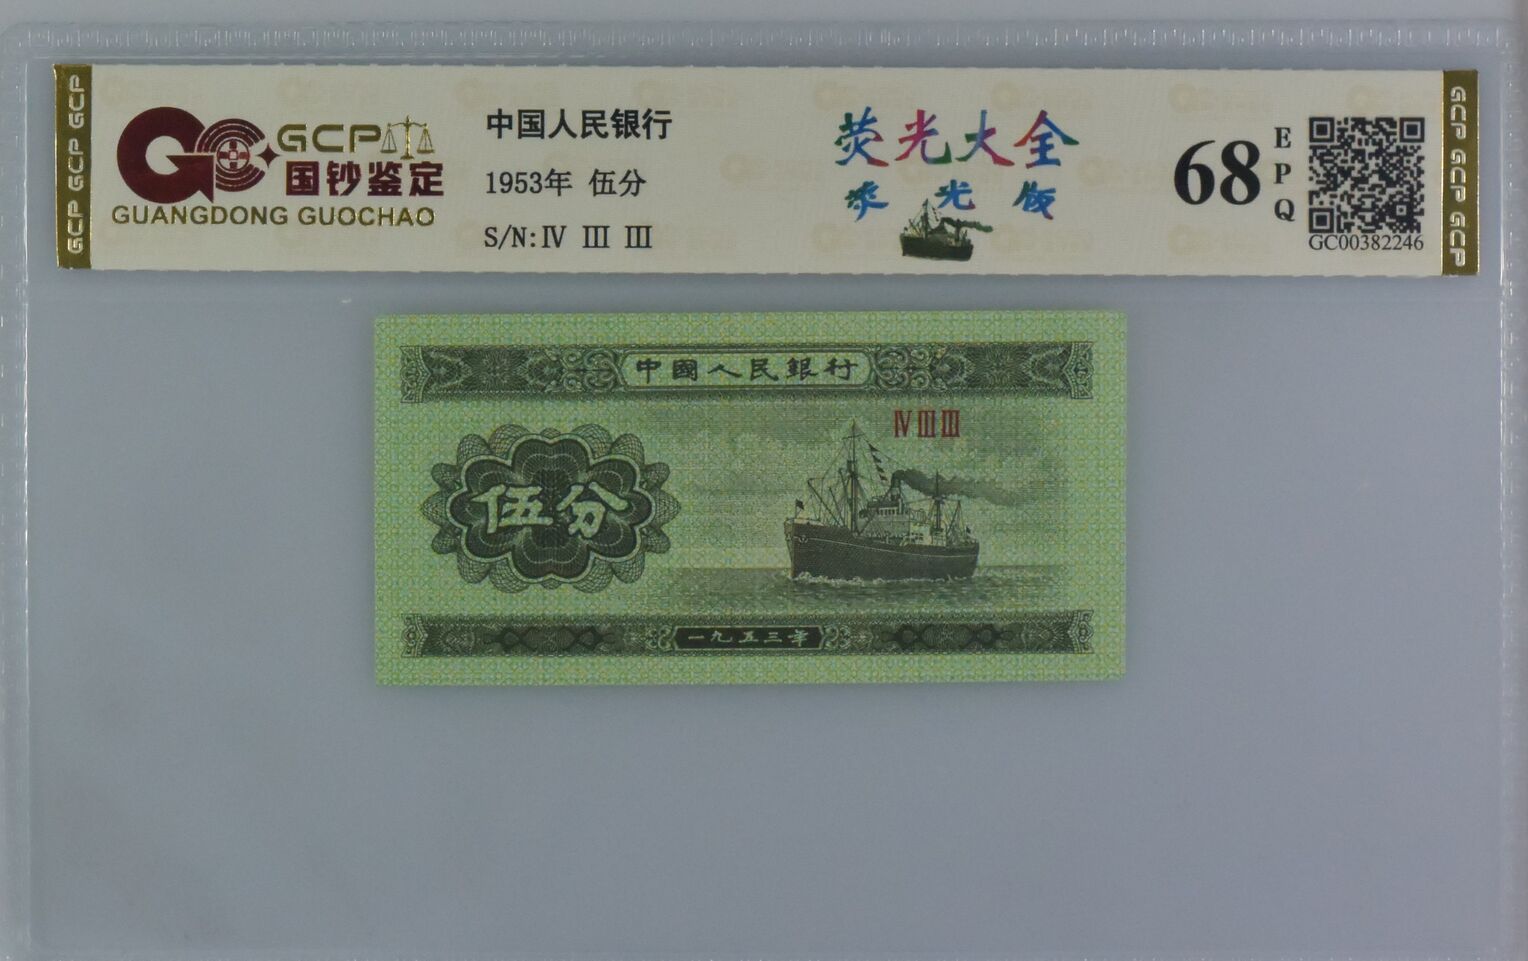 GCP GCP GCP
GCP
国钞鉴定
GUANGDONG GUOCHAO
中国人民银行
1953年 伍分
S/N:Ⅳ Ⅲ Ⅲ
荧光大全
光版
68
EPQ
GC00382246
GCP GCP GCP
中國人民銀行
ⅣⅢⅢ
伍分
一九五三年